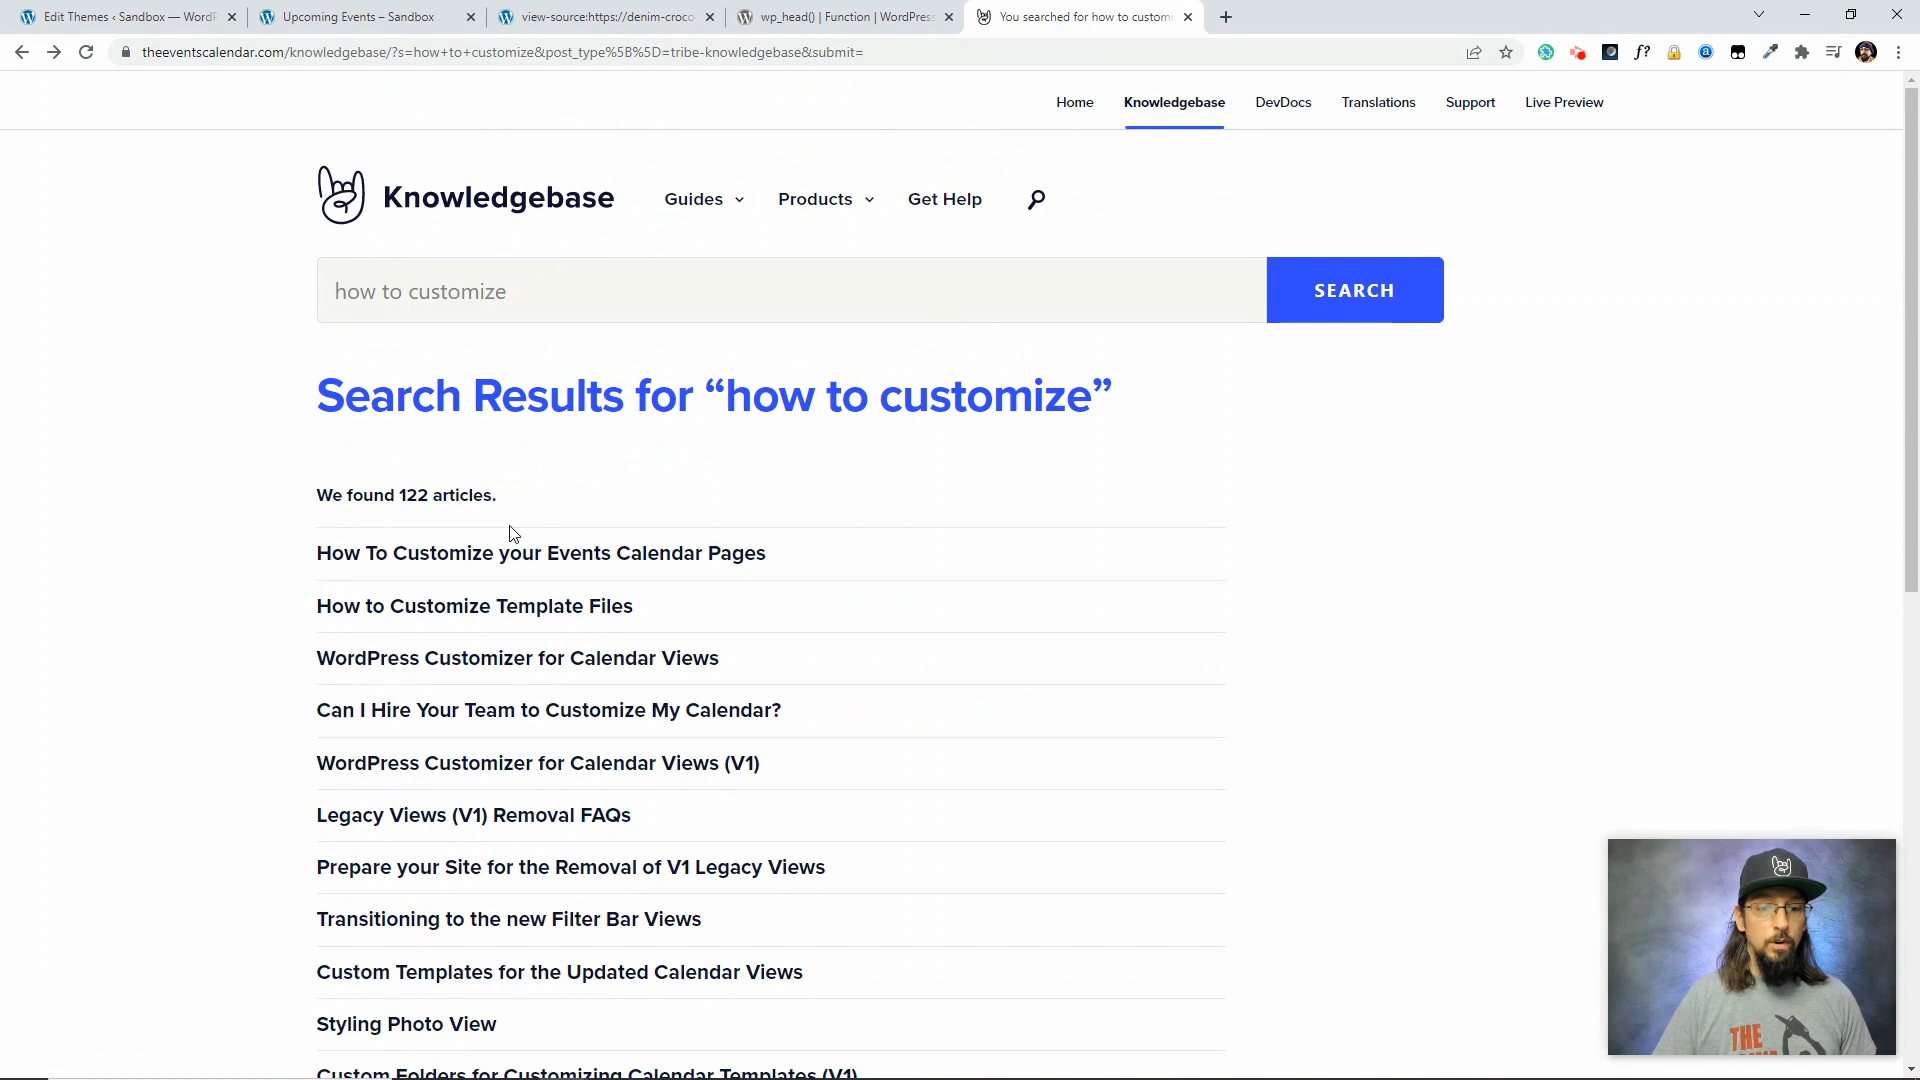 Edit Themes ‹ Sandbox — WordP
Upcoming Events – Sandbox
view-source:https://denim-croco
wp_head() | Function | WordPress
You searched for how to customi
theeventscalendar.com/knowledgebase/?s=how+to+customize&post_type%5B%5D=tribe-knowledgebase&submit=
Home
Knowledgebase
DevDocs
Translations
Support
Live Preview
Knowledgebase
Guides
Products
Get Help
how to customize
SEARCH
Search Results for “how to customize”
We found 122 articles.
How To Customize your Events Calendar Pages
How to Customize Template Files
WordPress Customizer for Calendar Views
Can I Hire Your Team to Customize My Calendar?
WordPress Customizer for Calendar Views (V1)
Legacy Views (V1) Removal FAQs
Prepare your Site for the Removal of V1 Legacy Views
Transitioning to the new Filter Bar Views
Custom Templates for the Updated Calendar Views
Styling Photo View
Custom Folders for Customizing Calendar Templates (V1)
THE